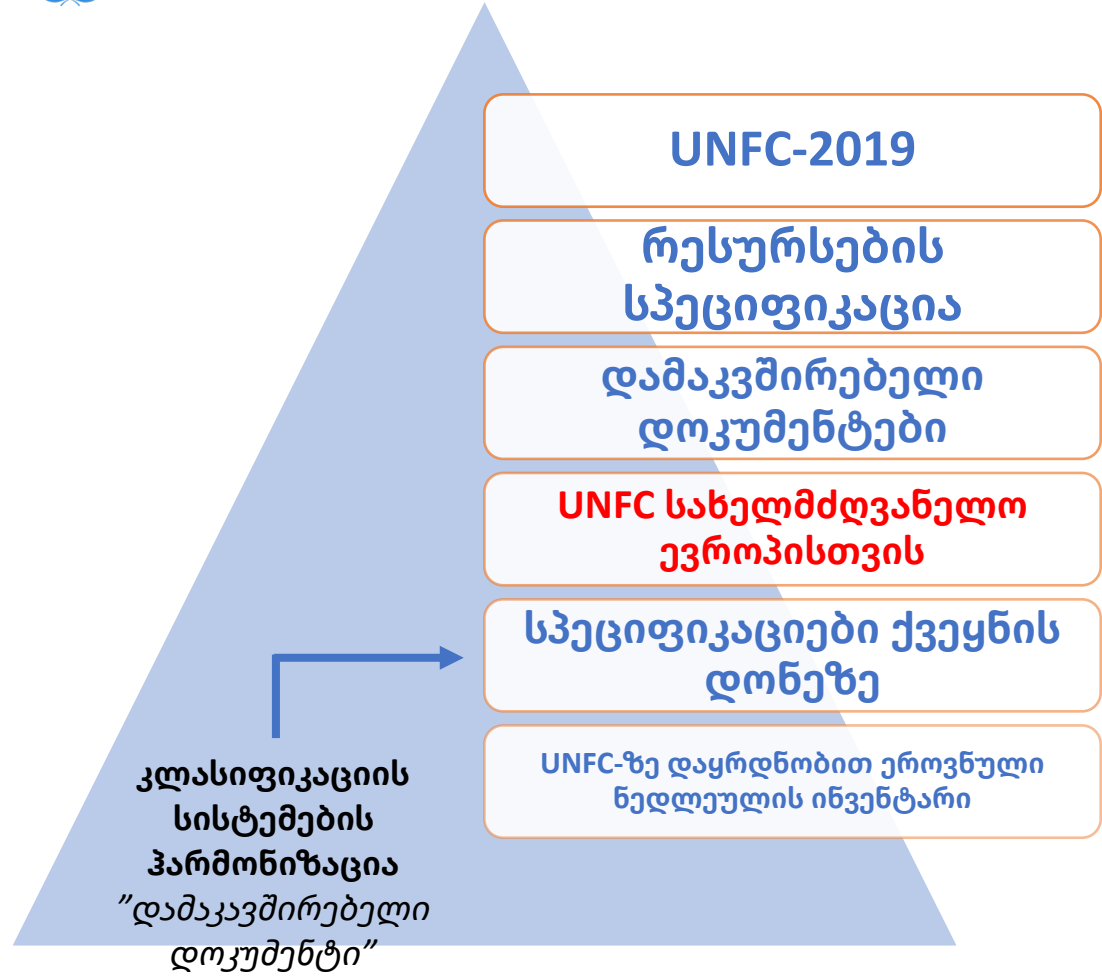 UNFC-2019
რესურსების
სპეციფიკაცია
დამაკვშირებელი
დოკუმენტები
UNFC სახელმძღვანელო
ევროპისთვის
სპეციფიკაციები ქვეყნის
დონეზე
UNFC-ზე დაყრდნობით ეროვნული
ნედლეულის ინვენტარი
კლასიფიკაციის
სისტემების
ჰარმონიზაცია
”დამაკავშირებელი
დოკუმენტი”